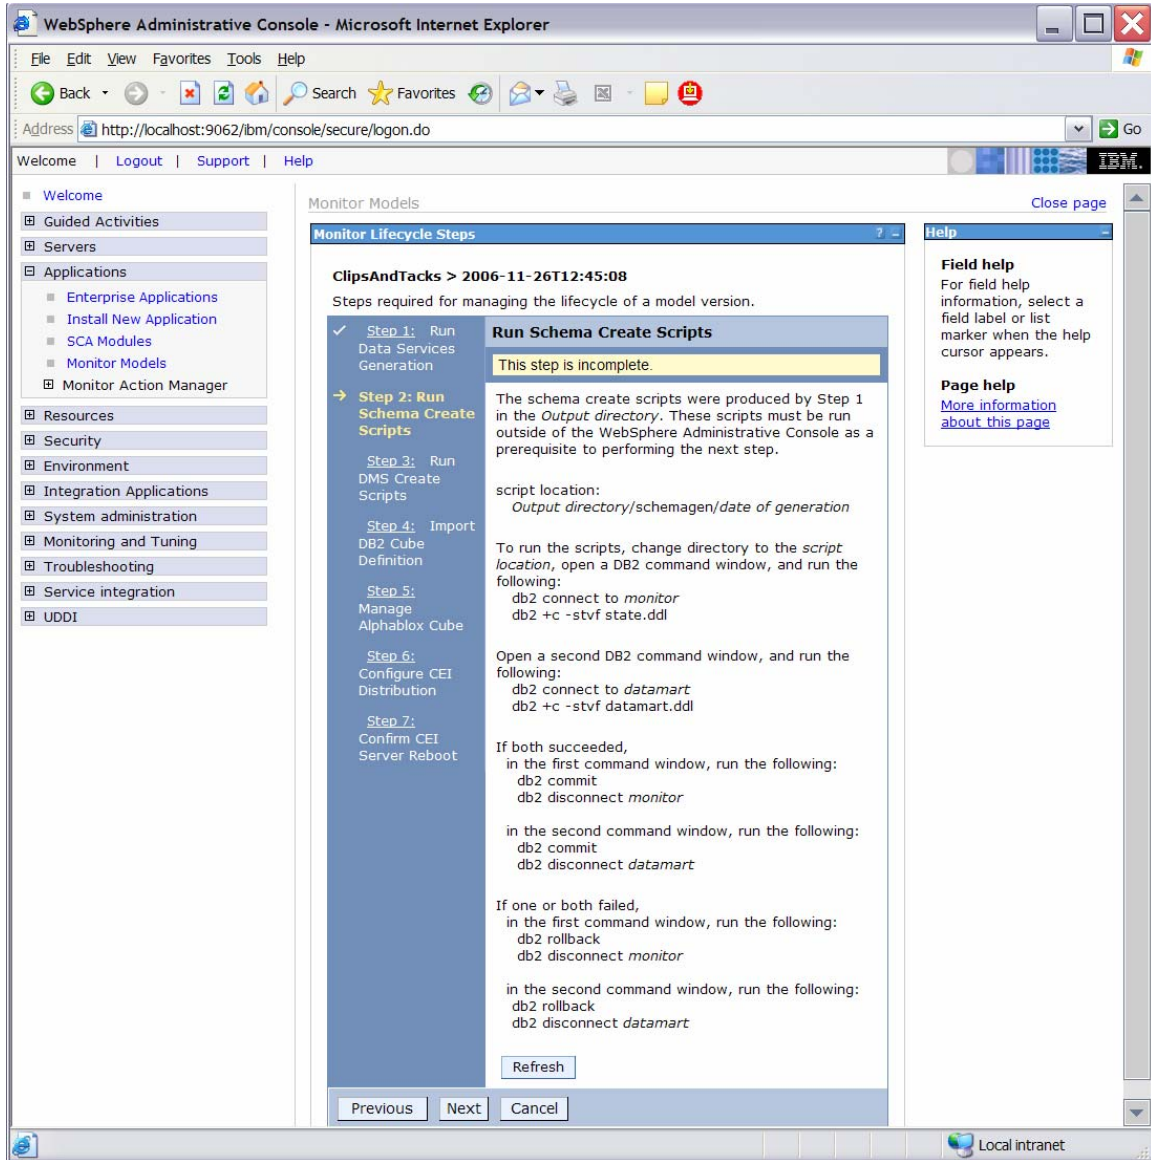 WebSphere Administrative Console - Microsoft Internet Explorer
File Edit View Favorites Tools Help
Back Search Favorites
Address http://localhost:9062/ibm/console/secure/logon.do Go
Welcome | Logout | Support | Help IBM.
Welcome
Guided Activities
Servers
Applications
Enterprise Applications
Install New Application
SCA Modules
Monitor Models
Monitor Action Manager
Resources
Security
Environment
Integration Applications
System administration
Monitoring and Tuning
Troubleshooting
Service integration
UDDI
Monitor Models Close page
Monitor Lifecycle Steps ? -
ClipsAndTacks > 2006-11-26T12:45:08
Steps required for managing the lifecycle of a model version.
Step 1: Run
Data Services
Generation
Step 2: Run
Schema Create
Scripts
Step 3: Run
DMS Create
Scripts
Step 4: Import
DB2 Cube
Definition
Step 5:
Manage
Alphablox Cube
Step 6:
Configure CEI
Distribution
Step 7:
Confirm CEI
Server Reboot
Run Schema Create Scripts
This step is incomplete.
The schema create scripts were produced by Step 1
in the Output directory. These scripts must be run
outside of the WebSphere Administrative Console as a
prerequisite to performing the next step.
script location:
Output directory/schemagen/date of generation
To run the scripts, change directory to the script
location, open a DB2 command window, and run the
following:
db2 connect to monitor
db2 +c -stvf state.ddl
Open a second DB2 command window, and run the
following:
db2 connect to datamart
db2 +c -stvf datamart.ddl
If both succeeded,
in the first command window, run the following:
db2 commit
db2 disconnect monitor
in the second command window, run the following:
db2 commit
db2 disconnect datamart
If one or both failed,
in the first command window, run the following:
db2 rollback
db2 disconnect monitor
in the second command window, run the following:
db2 rollback
db2 disconnect datamart
Refresh
Previous Next Cancel
Help -
Field help
For field help
information, select a
field label or list
marker when the help
cursor appears.
Page help
More information
about this page
Local intranet